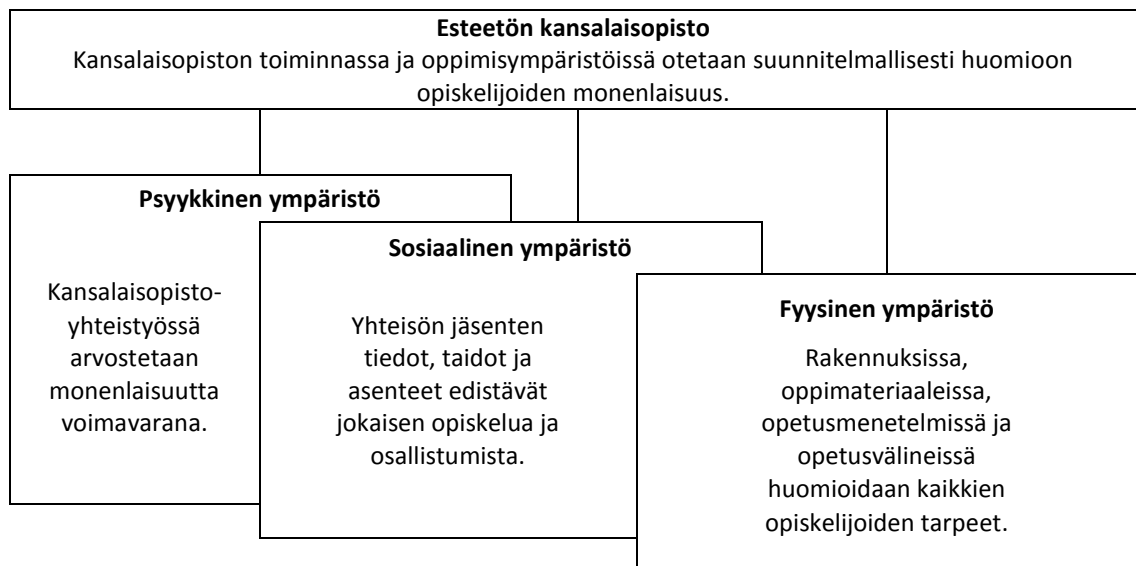 Esteetön kansalaisopisto
Kansalaisopiston toiminnassa ja oppimisympäristöissä otetaan suunnitelmallisesti huomioon
opiskelijoiden monenlaisuus.
Psyykkinen ympäristö
Kansalaisopisto-
yhteistyössä
arvostetaan
monenlaisuutta
voimavarana.
Sosiaalinen ympäristö
Yhteisön jäsenten
tiedot, taidot ja
asenteet edistävät
jokaisen opiskelua ja
osallistumista.
Fyysinen ympäristö
Rakennuksissa,
oppimateriaaleissa,
opetusmenetelmissä ja
opetusvälineissä
huomioidaan kaikkien
opiskelijoiden tarpeet.